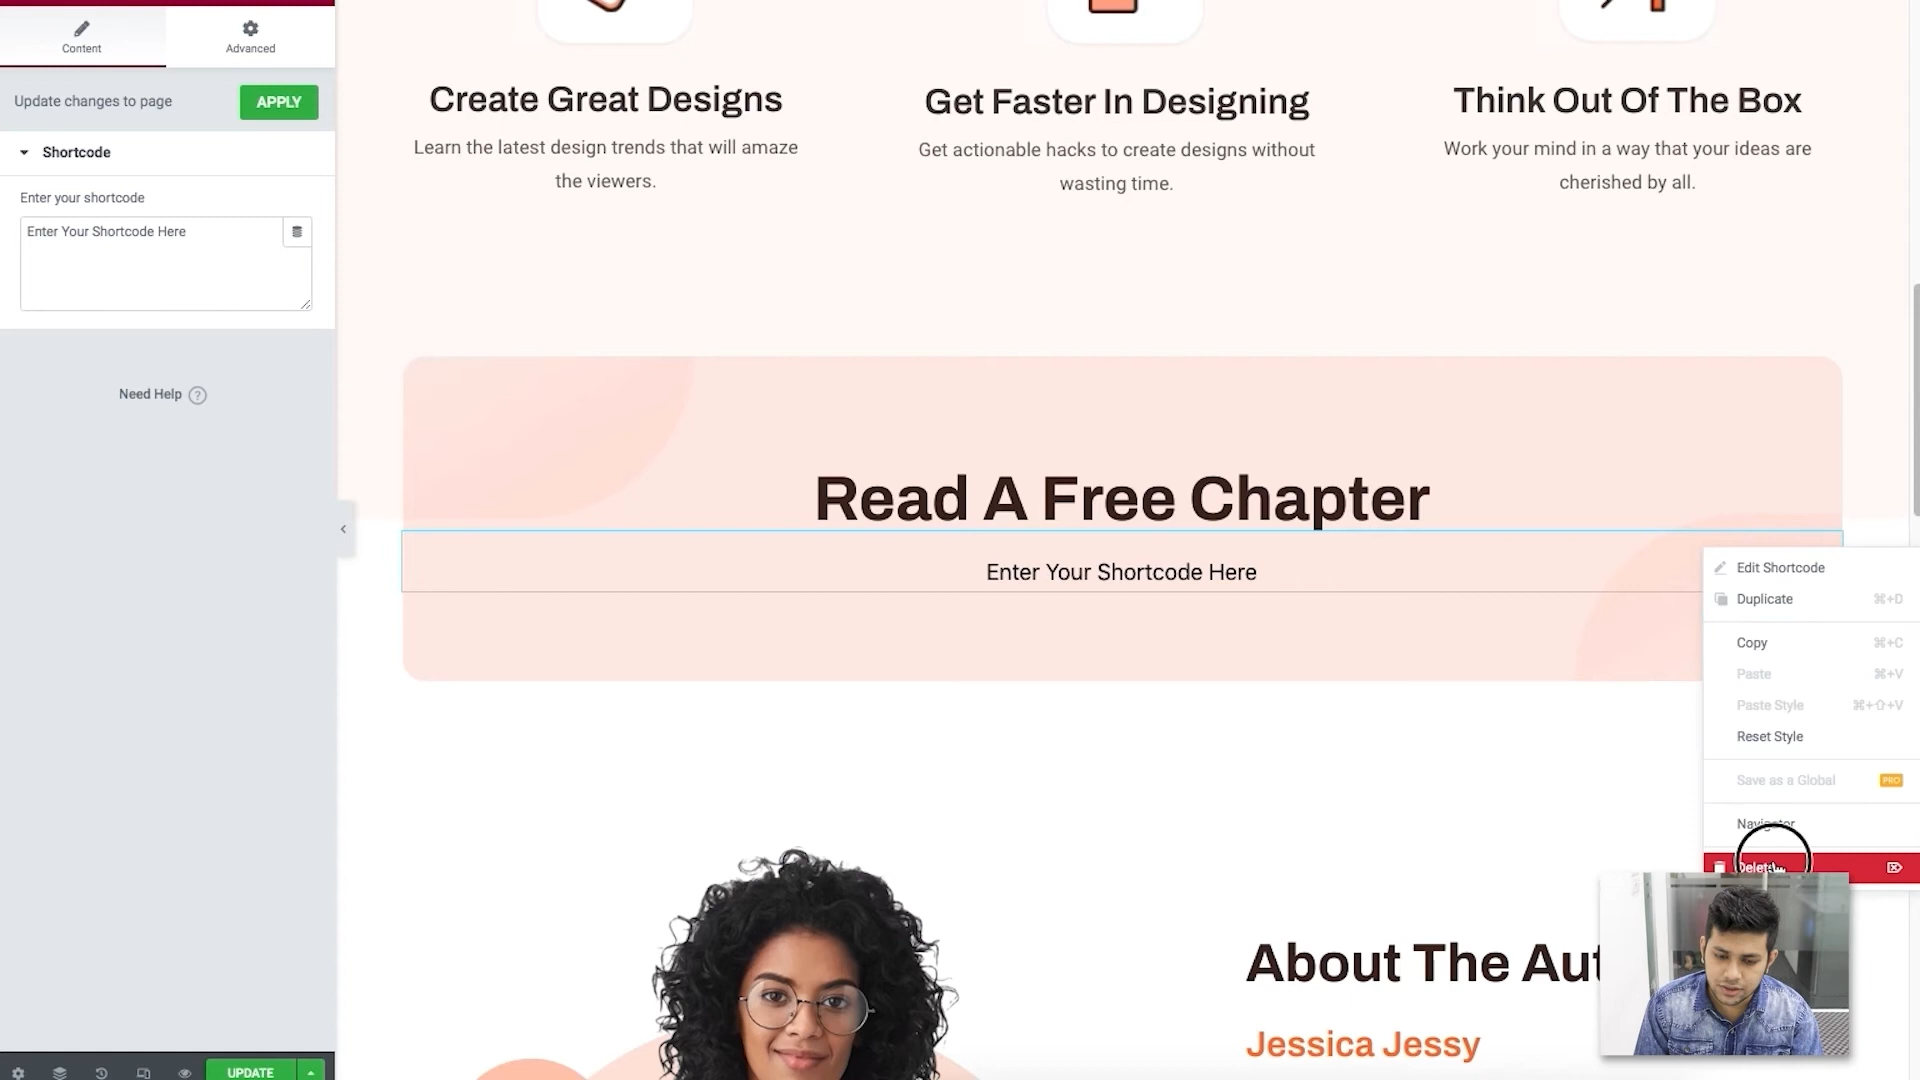 Content
Advanced
Update changes to page
APPLY
Shortcode
Enter your shortcode
Enter Your Shortcode Here
Need Help
UPDATE
Create Great Designs
Learn the latest design trends that will amaze
the viewers.
Get Faster In Designing
Get actionable hacks to create designs without
wasting time.
Think Out Of The Box
Work your mind in a way that your ideas are
cherished by all.
Read A Free Chapter
Enter Your Shortcode Here
Edit Shortcode
Duplicate ⌘+D
Copy ⌘+C
Paste ⌘+V
Paste Style ⌘+⇧+V
Reset Style
Save as a Global PRO
Navigator
Delete
About The Aut
Jessica Jessy